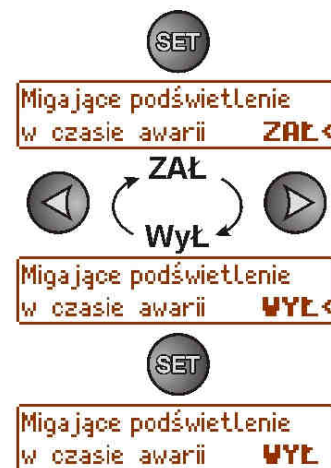 SET
Migające podświetlenie
w czasie awarii ZAŁ<
ZAŁ
WyŁ
Migające podświetlenie
w czasie awarii WYŁ<
SET
Migające podświetlenie
w czasie awarii WYŁ